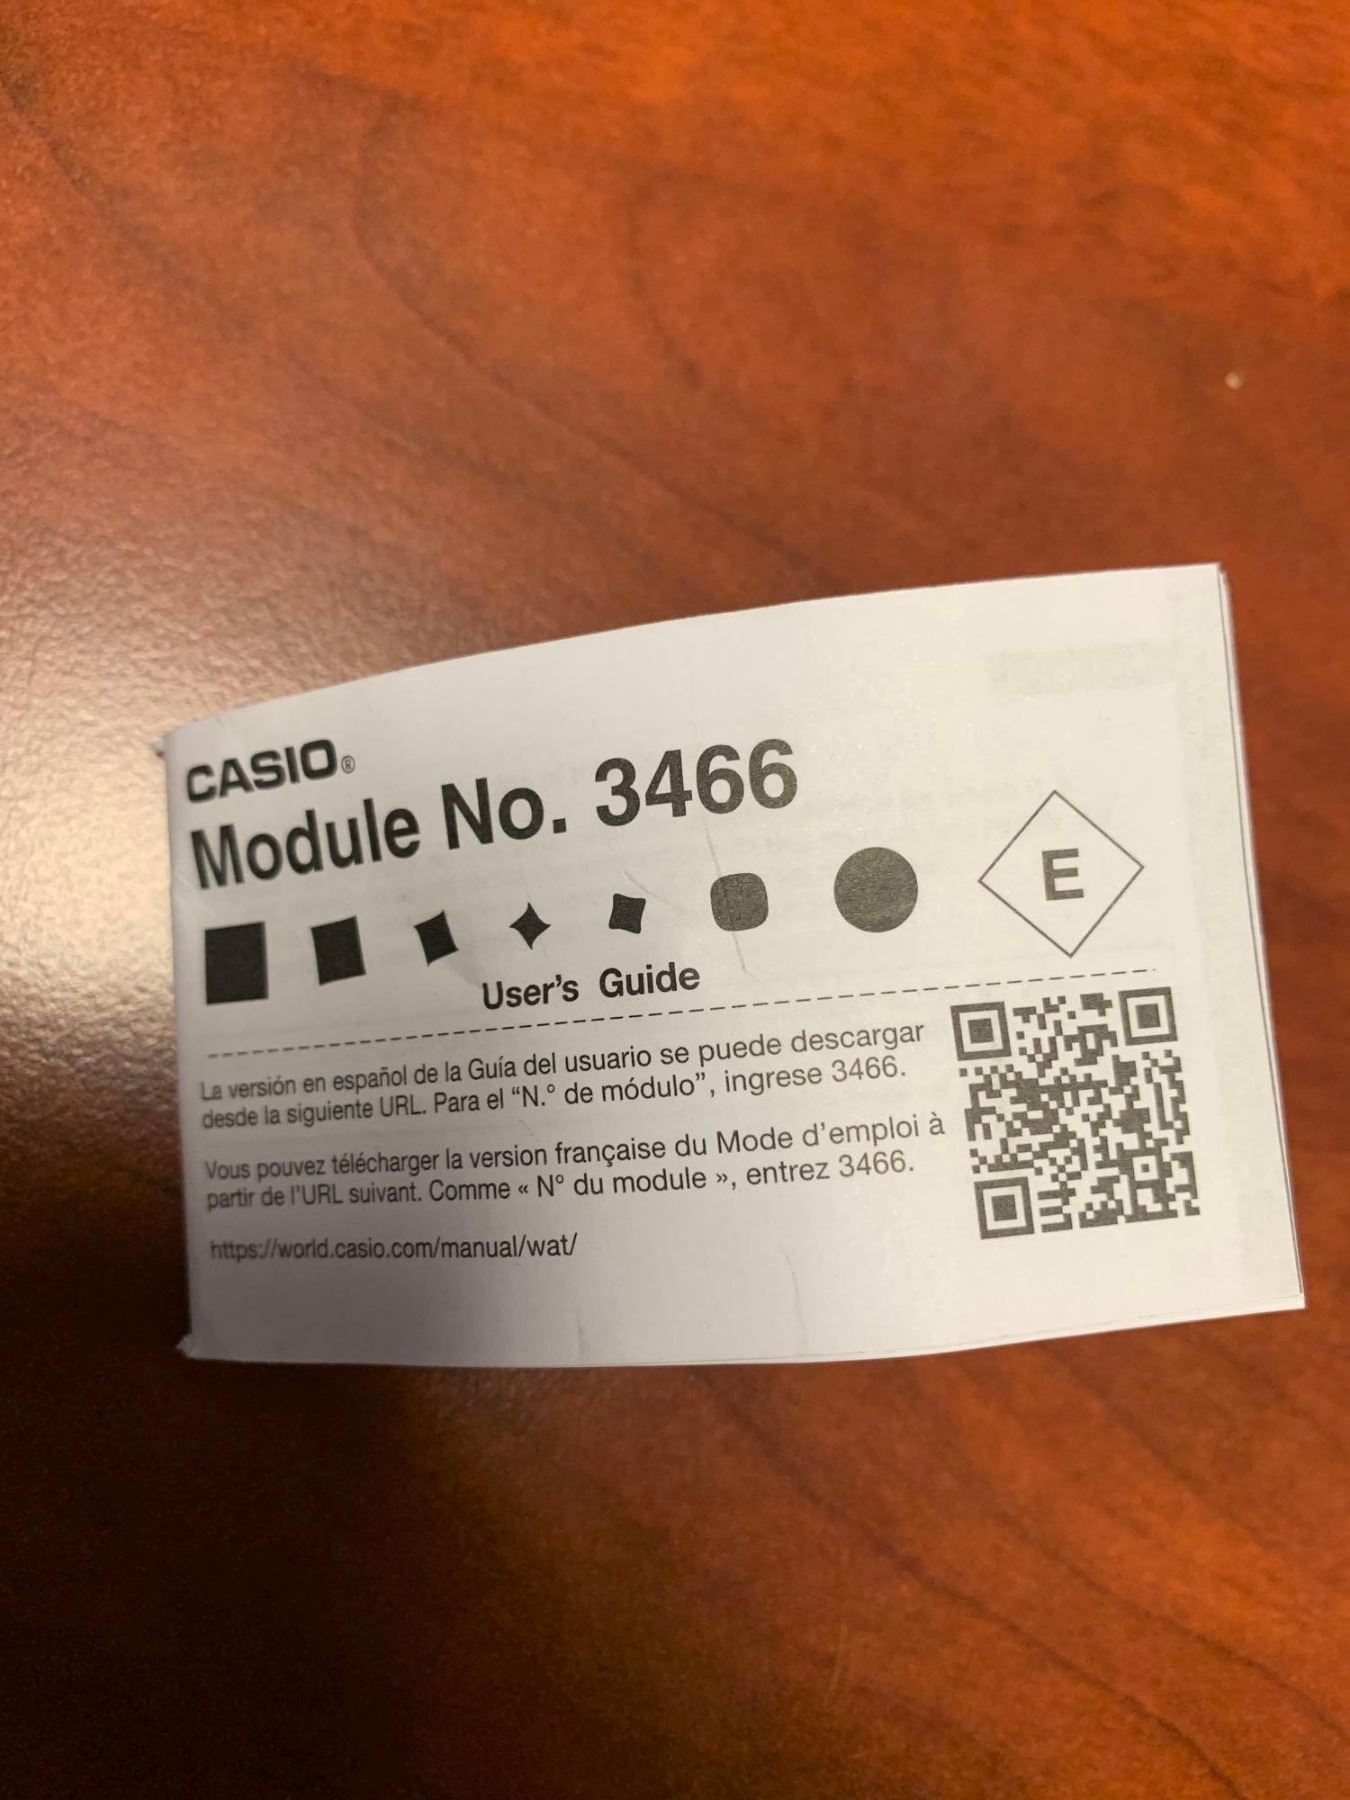 CASIO®
Module No. 3466
E
User's Guide
La versión en español de la Guía del usuario se puede descargar
desde la siguiente URL. Para el “N.° de módulo”, ingrese 3466.
Vous pouvez télécharger la version française du Mode d’emploi à
partir de l’URL suivant. Comme « N° du module », entrez 3466.
https://world.casio.com/manual/wat/